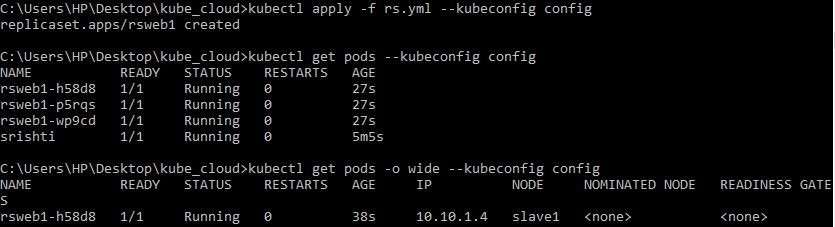 C:\Users\HP\Desktop\kube_cloud>kubectl apply -f rs.yml --kubeconfig config
replicaset.apps/rsweb1 created
C:\Users\HP\Desktop\kube_cloud>kubectl get pods --kubeconfig config
NAME READY STATUS RESTARTS AGE
rsweb1-h58d8 1/1 Running 0 27s
rsweb1-p5rqs 1/1 Running 0 27s
rsweb1-wp9cd 1/1 Running 0 27s
srishti 1/1 Running 0 5m5s
C:\Users\HP\Desktop\kube_cloud>kubectl get pods -o wide --kubeconfig config
NAME READY STATUS RESTARTS AGE IP NODE NOMINATED NODE READINESS GATE
S
rsweb1-h58d8 1/1 Running 0 38s 10.10.1.4 slave1 <none> <none>